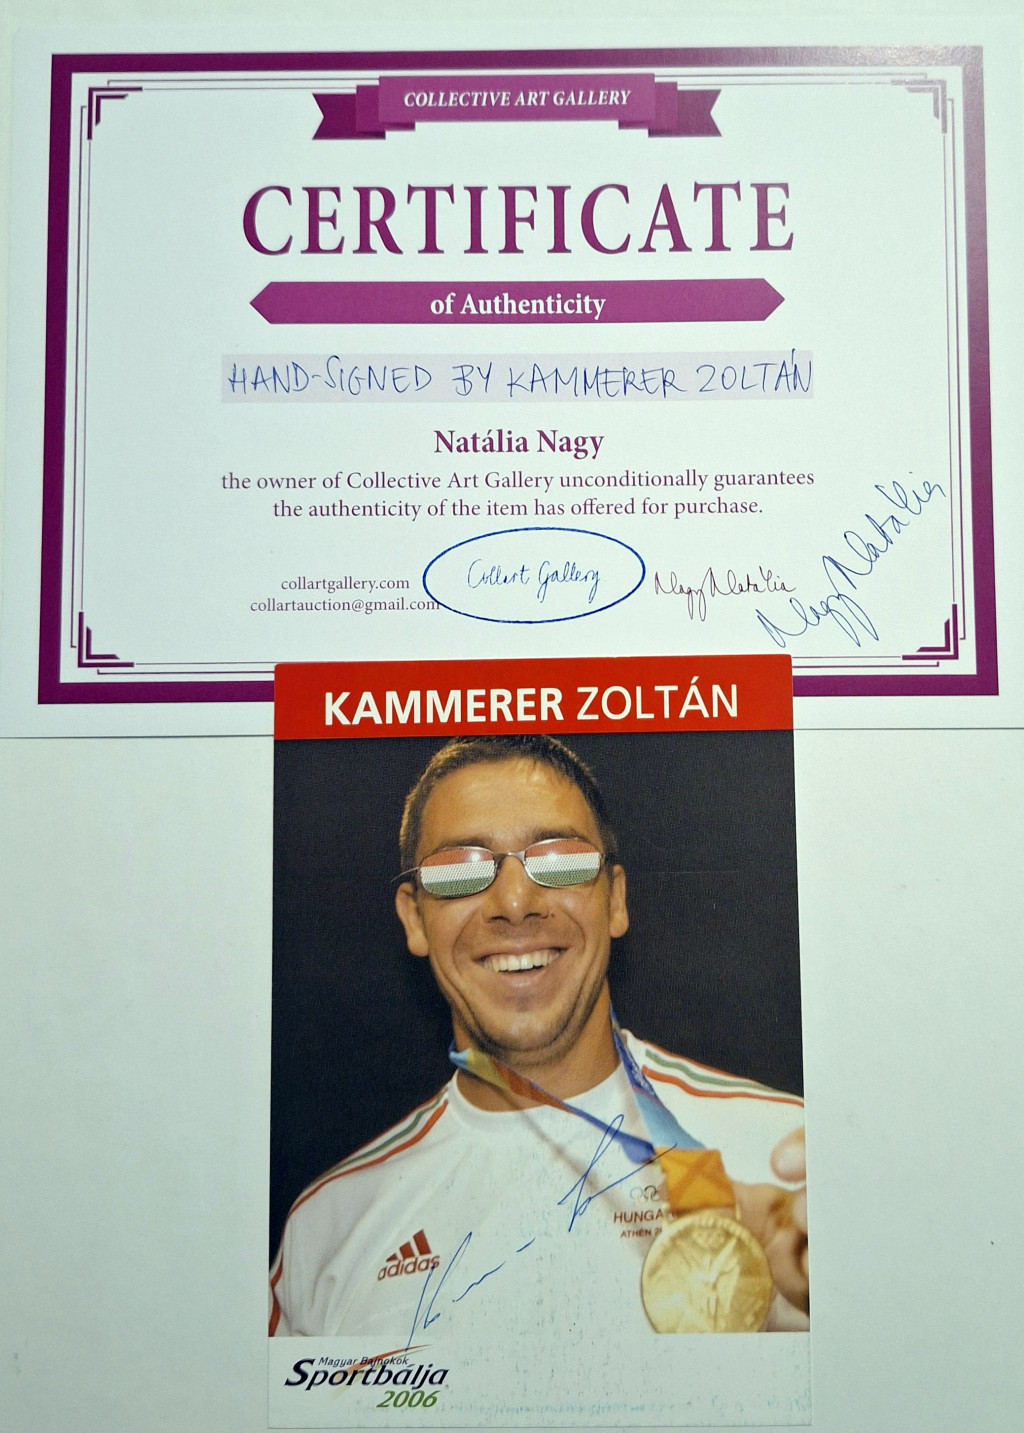 COLLECTIVE ART GALLERY
CERTIFICATE
of Authenticity
HAND-SIGNED BY KAMMERER ZOLTÁN
Natália Nagy
the owner of Collective Art Gallery unconditionally guarantees
the authenticity of the item has offered for purchase.
collartgallery.com
collartauction@gmail.com
Collart Gallery
Nagy Natália
Nagy Natália
KAMMERER ZOLTÁN
HUNGA
ATHÉN 2
adidas
Magyar Bajnokok
Sportbálja
2006